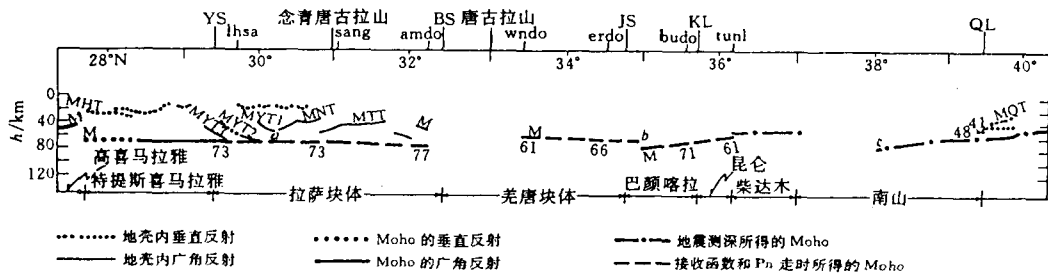 念青唐古拉山
YS BS 唐古拉山 JS KL QL
lhsa sang amdo wndo erdo budo tunl
28°N 30° 32° 34° 36° 38° 40°
h/km
0
40
80
120
MHT MYT1 MYT2 MYT1 MNT MTT M MQT
M M a M b M c
73 73 77 61 66 71 61 48 41
高喜马拉雅
特提斯喜马拉雅 拉萨块体 羌唐块体 巴颜喀拉 昆仑 柴达木 南山
地壳内垂直反射 Moho 的垂直反射 地震测深所得的 Moho
地壳内广角反射 Moho 的广角反射 接收函数和 Pn 走时所得的 Moho